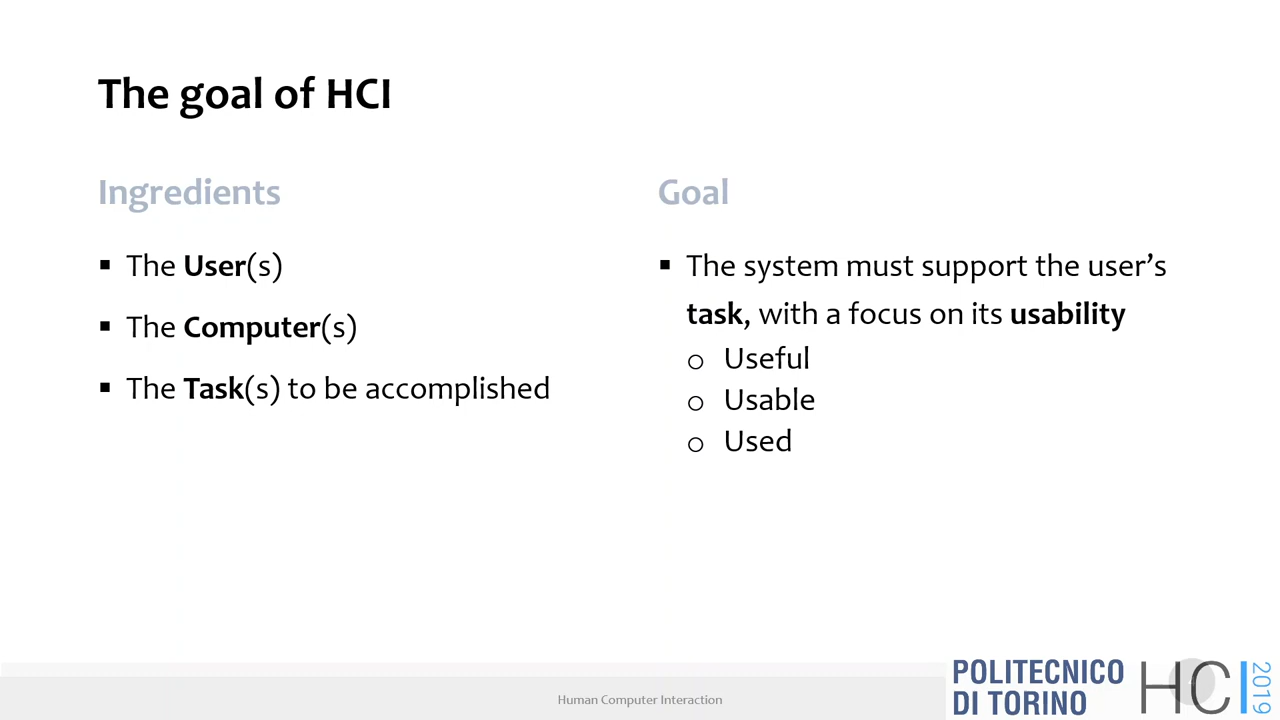 The goal of HCI
Ingredients
▪ The User(s)
▪ The Computer(s)
▪ The Task(s) to be accomplished
Goal
▪ The system must support the user’s
task, with a focus on its usability
o Useful
o Usable
o Used
Human Computer Interaction
POLITECNICO
DI TORINO
HCI
2019